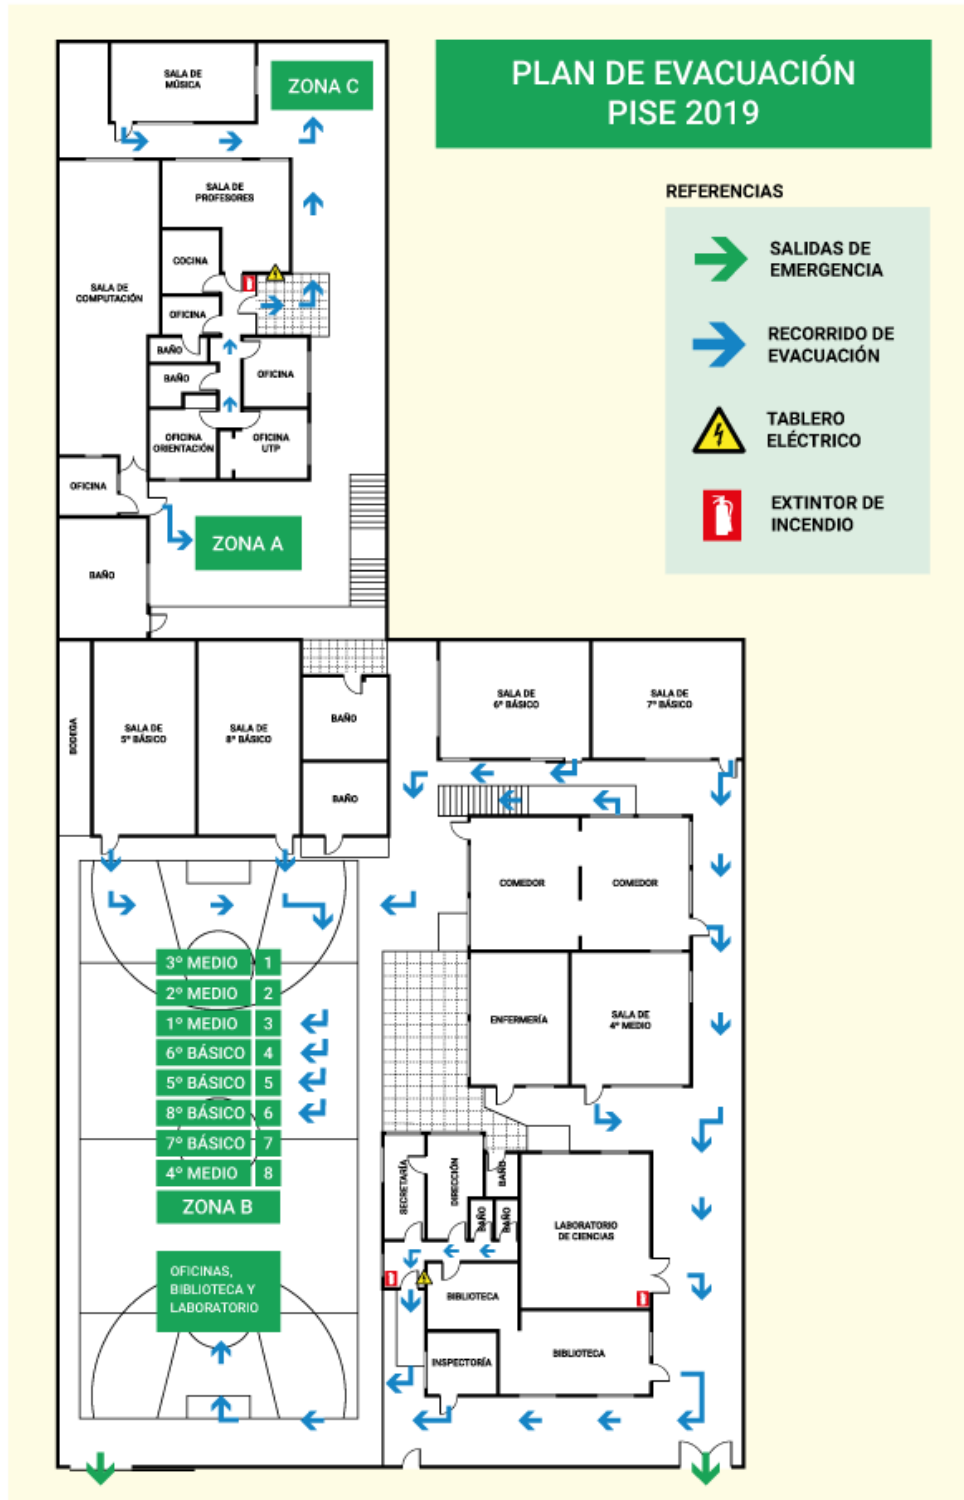 PLAN DE EVACUACIÓN
PISE 2019
REFERENCIAS
SALIDAS DE
EMERGENCIA
RECORRIDO DE
EVACUACIÓN
TABLERO
ELÉCTRICO
EXTINTOR DE
INCENDIO
SALA DE
MÚSICA
ZONA C
SALA DE
PROFESORES
COCINA
SALA DE
COMPUTACIÓN
OFICINA
BAÑO
BAÑO
OFICINA
OFICINA
ORIENTACIÓN
OFICINA
UTP
OFICINA
ZONA A
BAÑO
BODEGA
SALA DE
5º BÁSICO
SALA DE
8º BÁSICO
BAÑO
BAÑO
SALA DE
6º BÁSICO
SALA DE
7º BÁSICO
COMEDOR
COMEDOR
ENFERMERÍA
SALA DE
4º MEDIO
3º MEDIO 1
2º MEDIO 2
1º MEDIO 3
6º BÁSICO 4
5º BÁSICO 5
8º BÁSICO 6
7º BÁSICO 7
4º MEDIO 8
ZONA B
OFICINAS,
BIBLIOTECA Y
LABORATORIO
SECRETARÍA
DIRECCIÓN
BAÑO
BAÑO
BAÑO
LABORATORIO
DE CIENCIAS
BIBLIOTECA
INSPECTORÍA
BIBLIOTECA